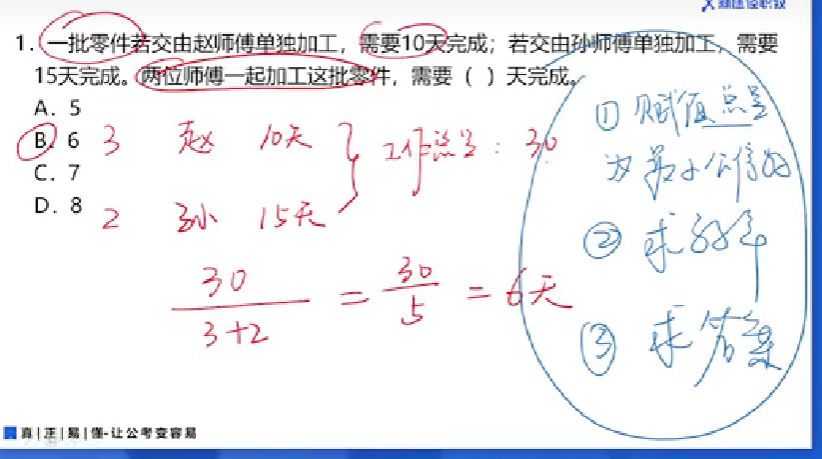 1. 一批零件若交由赵师傅单独加工，需要10天完成；若交由孙师傅单独加工，需要
15天完成。两位师傅一起加工这批零件，需要（ ）天完成。
A. 5
B. 6
C. 7
D. 8
3 赵 10天
2 孙 15天
工作总量：30
30
3+2
=
30
5
= 6天
① 赋值总量
为最小公倍数
② 求效率
③ 求答案
真|正|易|懂-让公考变容易